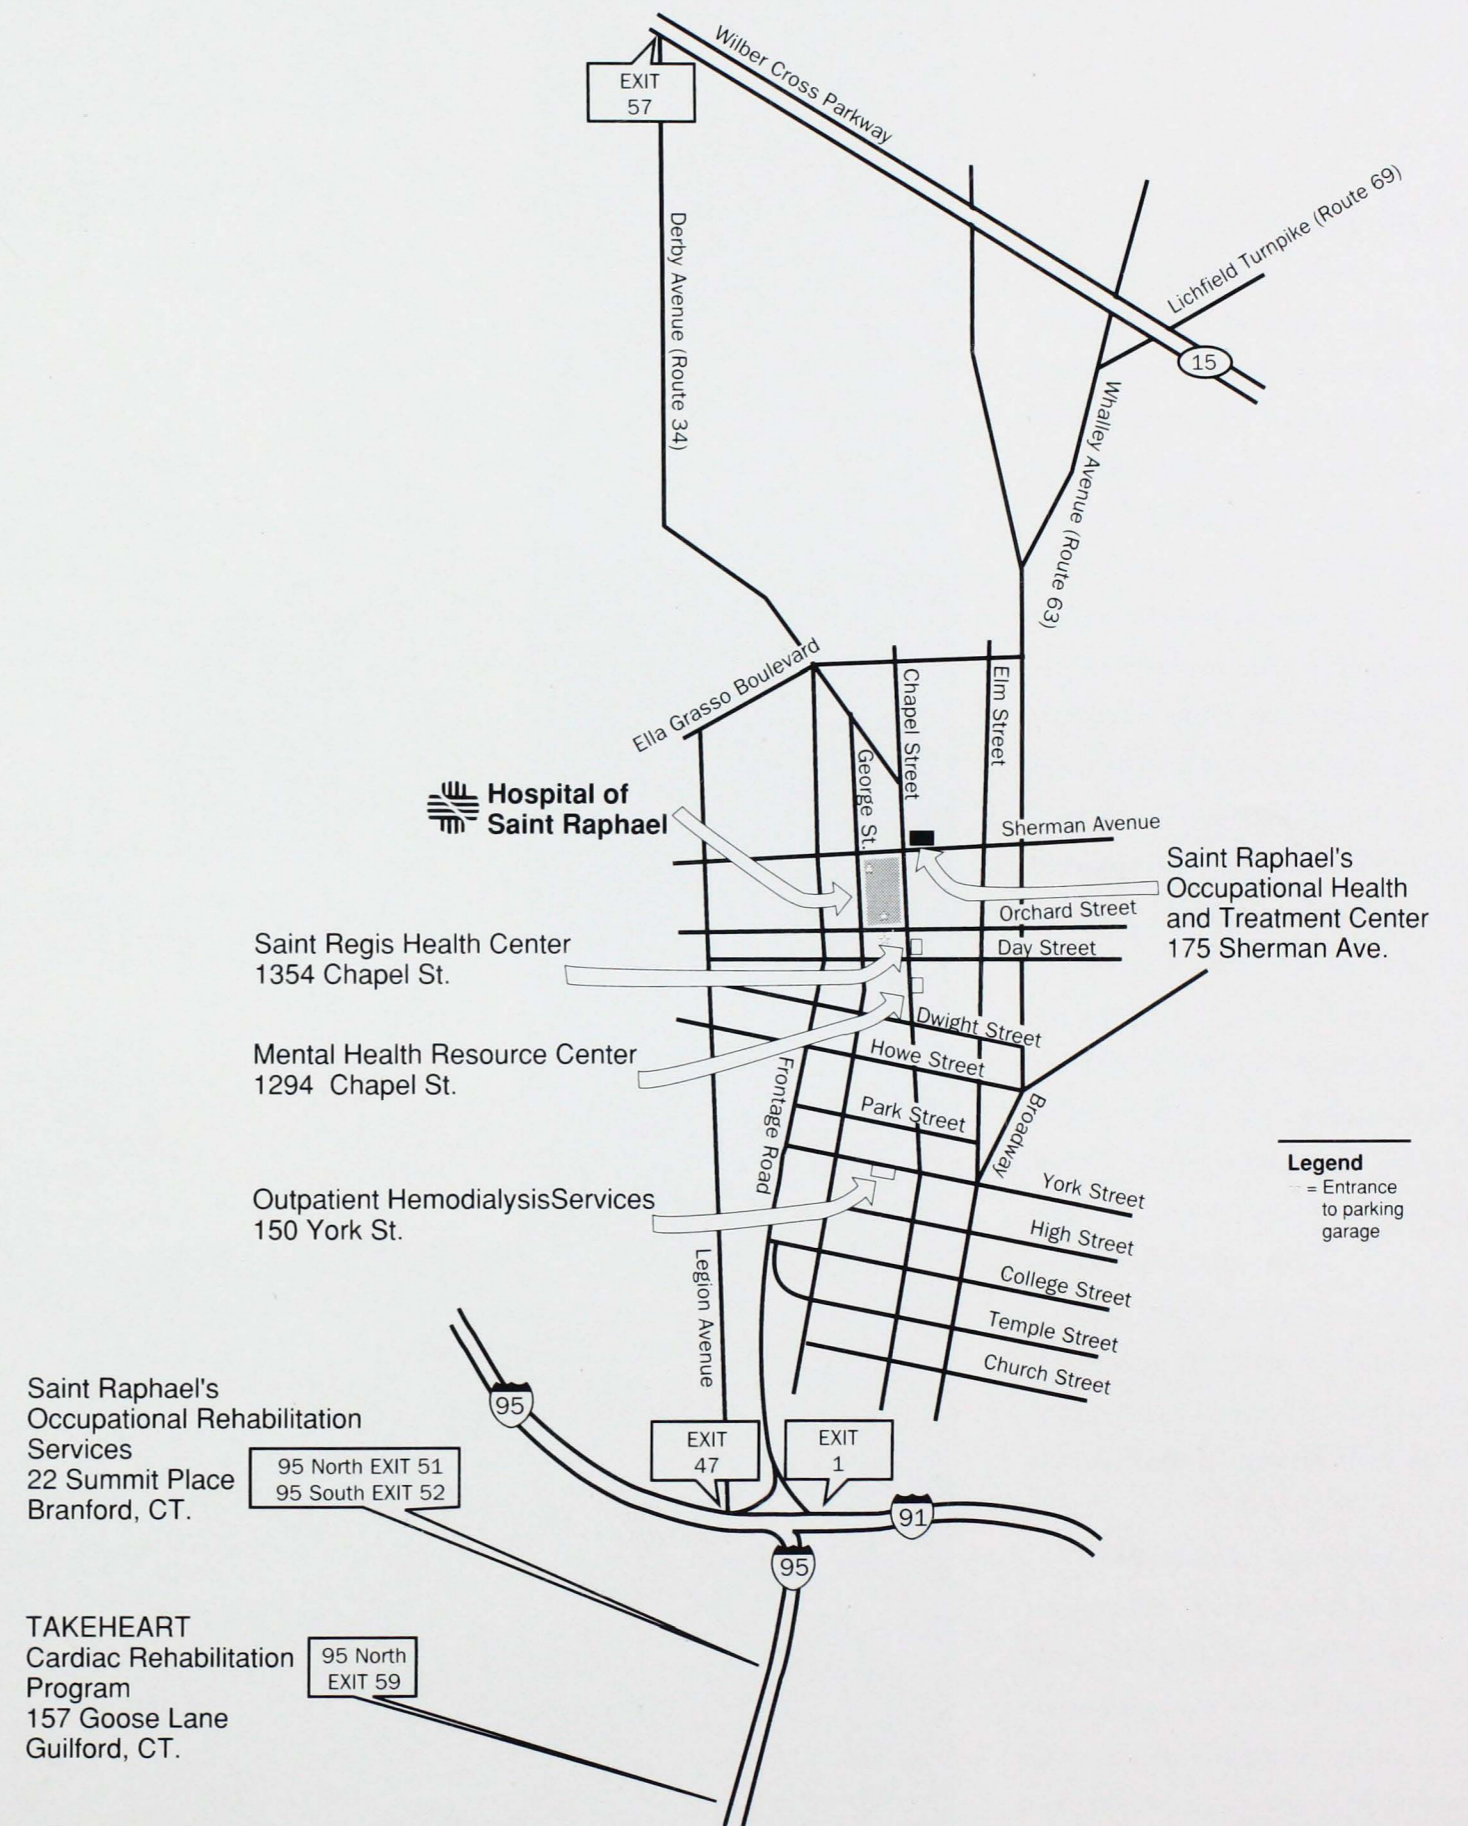 Wilber Cross Parkway
EXIT
57
Derby Avenue (Route 34)
Lichfield Turnpike (Route 69)
15
Whalley Avenue (Route 63)
Ella Grasso Boulevard
Chapel Street
Elm Street
George St.
Hospital of
Saint Raphael
Sherman Avenue
Saint Raphael's
Occupational Health
and Treatment Center
175 Sherman Ave.
Orchard Street
Day Street
Saint Regis Health Center
1354 Chapel St.
Dwight Street
Howe Street
Mental Health Resource Center
1294 Chapel St.
Frontage Road
Park Street
Broadway
Legend
= Entrance
to parking
garage
York Street
Outpatient HemodialysisServices
150 York St.
High Street
College Street
Legion Avenue
Temple Street
Church Street
Saint Raphael's
Occupational Rehabilitation
Services
22 Summit Place
Branford, CT.
95 North EXIT 51
95 South EXIT 52
95
EXIT
47
EXIT
1
91
95
TAKEHEART
Cardiac Rehabilitation
Program
157 Goose Lane
Guilford, CT.
95 North
EXIT 59